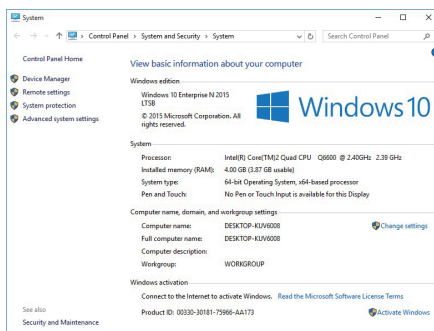 System
Control Panel > System and Security > System
Search Control Panel
Control Panel Home
Device Manager
Remote settings
System protection
Advanced system settings
See also
Security and Maintenance
View basic information about your computer
Windows edition
Windows 10 Enterprise N 2015
LTSB
© 2015 Microsoft Corporation. All
rights reserved.
Windows 10
System
Processor: Intel(R) Core(TM)2 Quad CPU Q6600 @ 2.40GHz 2.39 GHz
Installed memory (RAM): 4.00 GB (3.87 GB usable)
System type: 64-bit Operating System, x64-based processor
Pen and Touch: No Pen or Touch Input is available for this Display
Computer name, domain, and workgroup settings
Computer name: DESKTOP-KUV6008
Change settings
Full computer name: DESKTOP-KUV6008
Computer description:
Workgroup: WORKGROUP
Windows activation
Connect to the Internet to activate Windows. Read the Microsoft Software License Terms
Product ID: 00330-30181-75966-AA173
Activate Windows